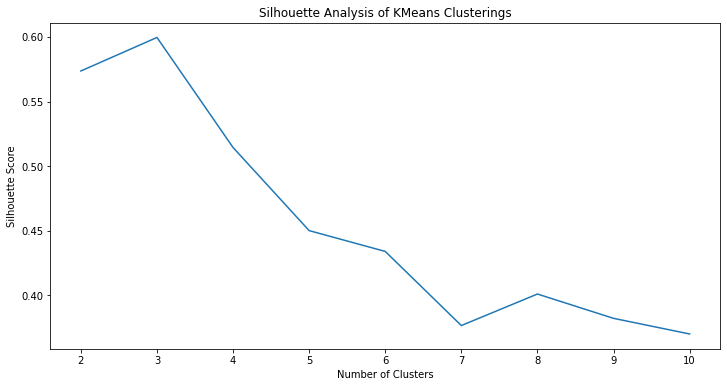 Silhouette Analysis of KMeans Clusterings
0.60
0.55
0.50
0.45
0.40
Silhouette Score
2 3 4 5 6 7 8 9 10
Number of Clusters